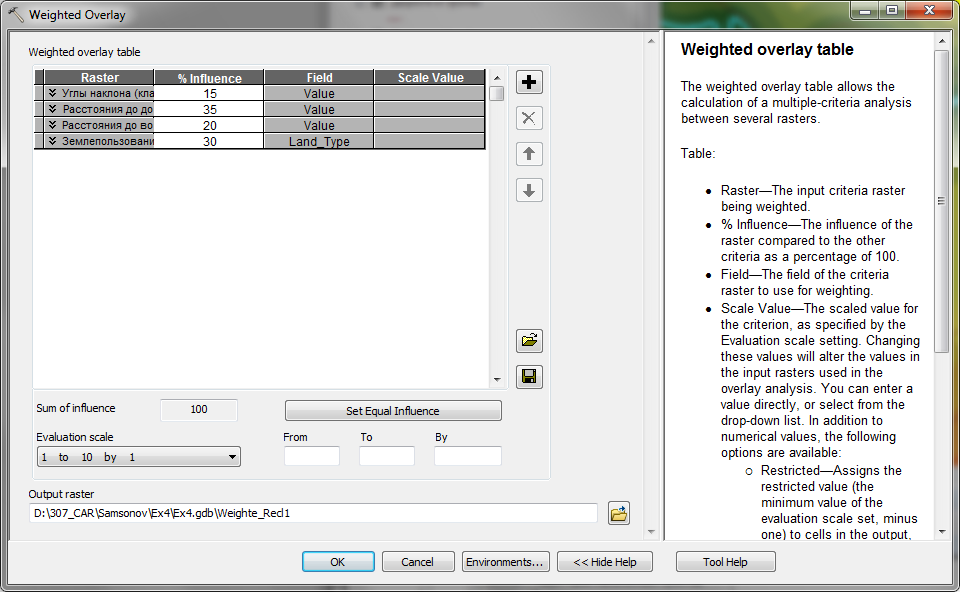 Weighted Overlay
Weighted overlay table
Raster % Influence Field Scale Value
Углы наклона (кла 15 Value
Расстояния до до 35 Value
Расстояния до во 20 Value
Землепользовани 30 Land_Type
Sum of influence 100 Set Equal Influence
Evaluation scale From To By
1 to 10 by 1
Output raster
D:\307_CAR\Samsonov\Ex4\Ex4.gdb\Weighte_Recl1
OK Cancel Environments... << Hide Help Tool Help
Weighted overlay table
The weighted overlay table allows the
calculation of a multiple-criteria analysis
between several rasters.
Table:
• Raster—The input criteria raster
being weighted.
• % Influence—The influence of the
raster compared to the other
criteria as a percentage of 100.
• Field—The field of the criteria
raster to use for weighting.
• Scale Value—The scaled value for
the criterion, as specified by the
Evaluation scale setting. Changing
these values will alter the values in
the input rasters used in the
overlay analysis. You can enter a
value directly, or select from the
drop-down list. In addition to
numerical values, the following
options are available:
o Restricted—Assigns the
restricted value (the
minimum value of the
evaluation scale set, minus
one) to cells in the output,